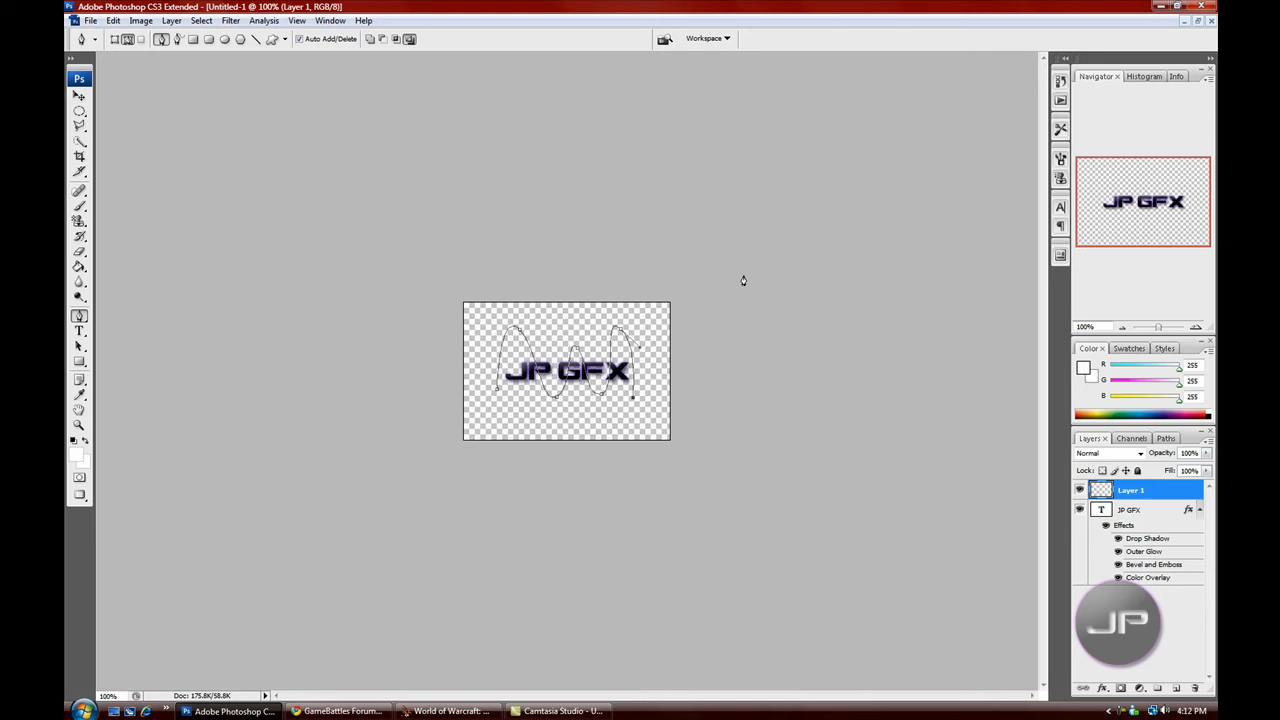 Adobe Photoshop CS3 Extended - [Untitled-1 @ 100% (Layer 1, RGB/8)]
File Edit Image Layer Select Filter Analysis View Window Help
Auto Add/Delete
Workspace
Ps
Navigator Histogram Info
JP GFX
100%
Color Swatches Styles
R 255
G 255
B 255
JP GFX
Layers Channels Paths
Normal Opacity: 100%
Lock: Fill: 100%
Layer 1
T JP GFX fx
Effects
Drop Shadow
Outer Glow
Bevel and Emboss
Color Overlay
JP
100% Doc: 175.8K/58.8K
Adobe Photoshop C... GameBattles Forum... World of Warcraft: ... Camtasia Studio - U... 4:12 PM